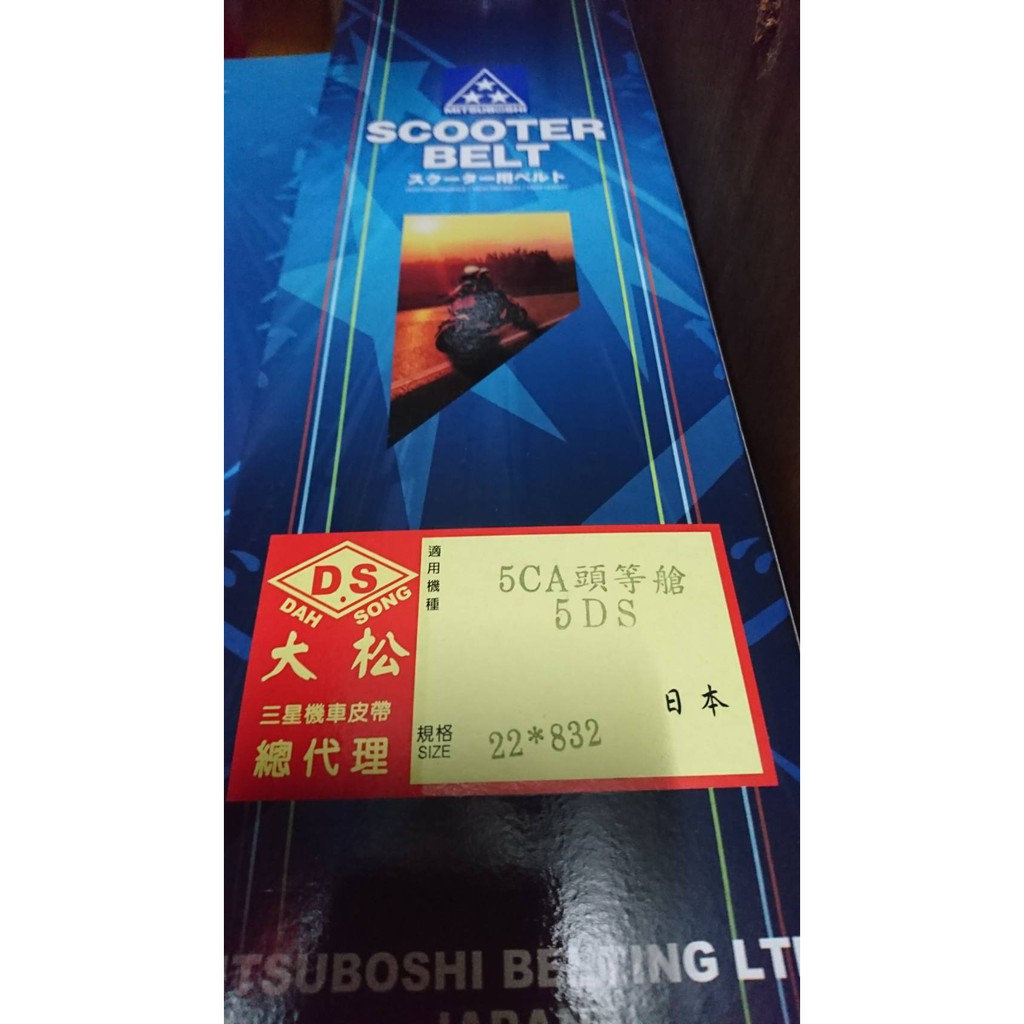 MITSUBOSHI
SCOOTER
BELT
スクーター用ベルト
D.S
DAH SONG
大松
三星機車皮帶
總代理
適用機種
5CA頭等艙
5DS
日本
規格
SIZE
22*832
TSUBOSHI BELTING LT
JAPAN